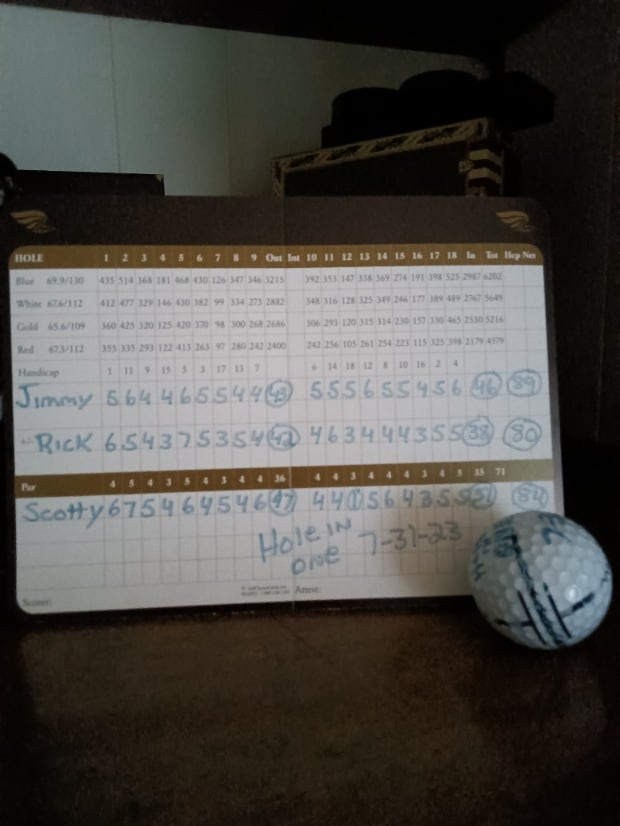 HOLE 1 2 3 4 5 6 7 8 9 Out Int 10 11 12 13 14 15 16 17 18 In Tot Hcp Net
Blue 69.9/130 435 514 368 181 468 430 126 347 346 3215 392 353 147 338 369 274 191 398 525 2987 6202
White 67.6/112 412 477 329 146 430 382 99 334 273 2882 348 316 128 325 349 246 177 389 489 2767 5649
Gold 65.6/109 360 425 320 125 420 370 98 300 268 2686 306 293 120 315 314 230 157 330 465 2530 5216
Red 67.3/112 355 335 293 122 413 263 97 280 242 2400 242 256 105 261 254 223 115 325 398 2179 4579
Handicap 1 11 9 15 5 3 17 13 7 6 14 18 12 8 10 16 2 4
Jimmy 5 6 4 4 6 5 5 4 4 43 5 5 5 6 5 5 4 5 6 46 89
RICK 6 5 4 3 7 5 3 5 4 42 4 6 3 4 4 4 3 5 5 38 80
Par 4 5 4 3 5 4 3 4 4 36 4 4 3 4 4 4 3 4 5 35 71
Scotty 6 7 5 4 6 4 5 4 6 47 4 4 1 5 6 4 3 5 5 84
Hole IN
one 7-31-23
Scorer: Attest: